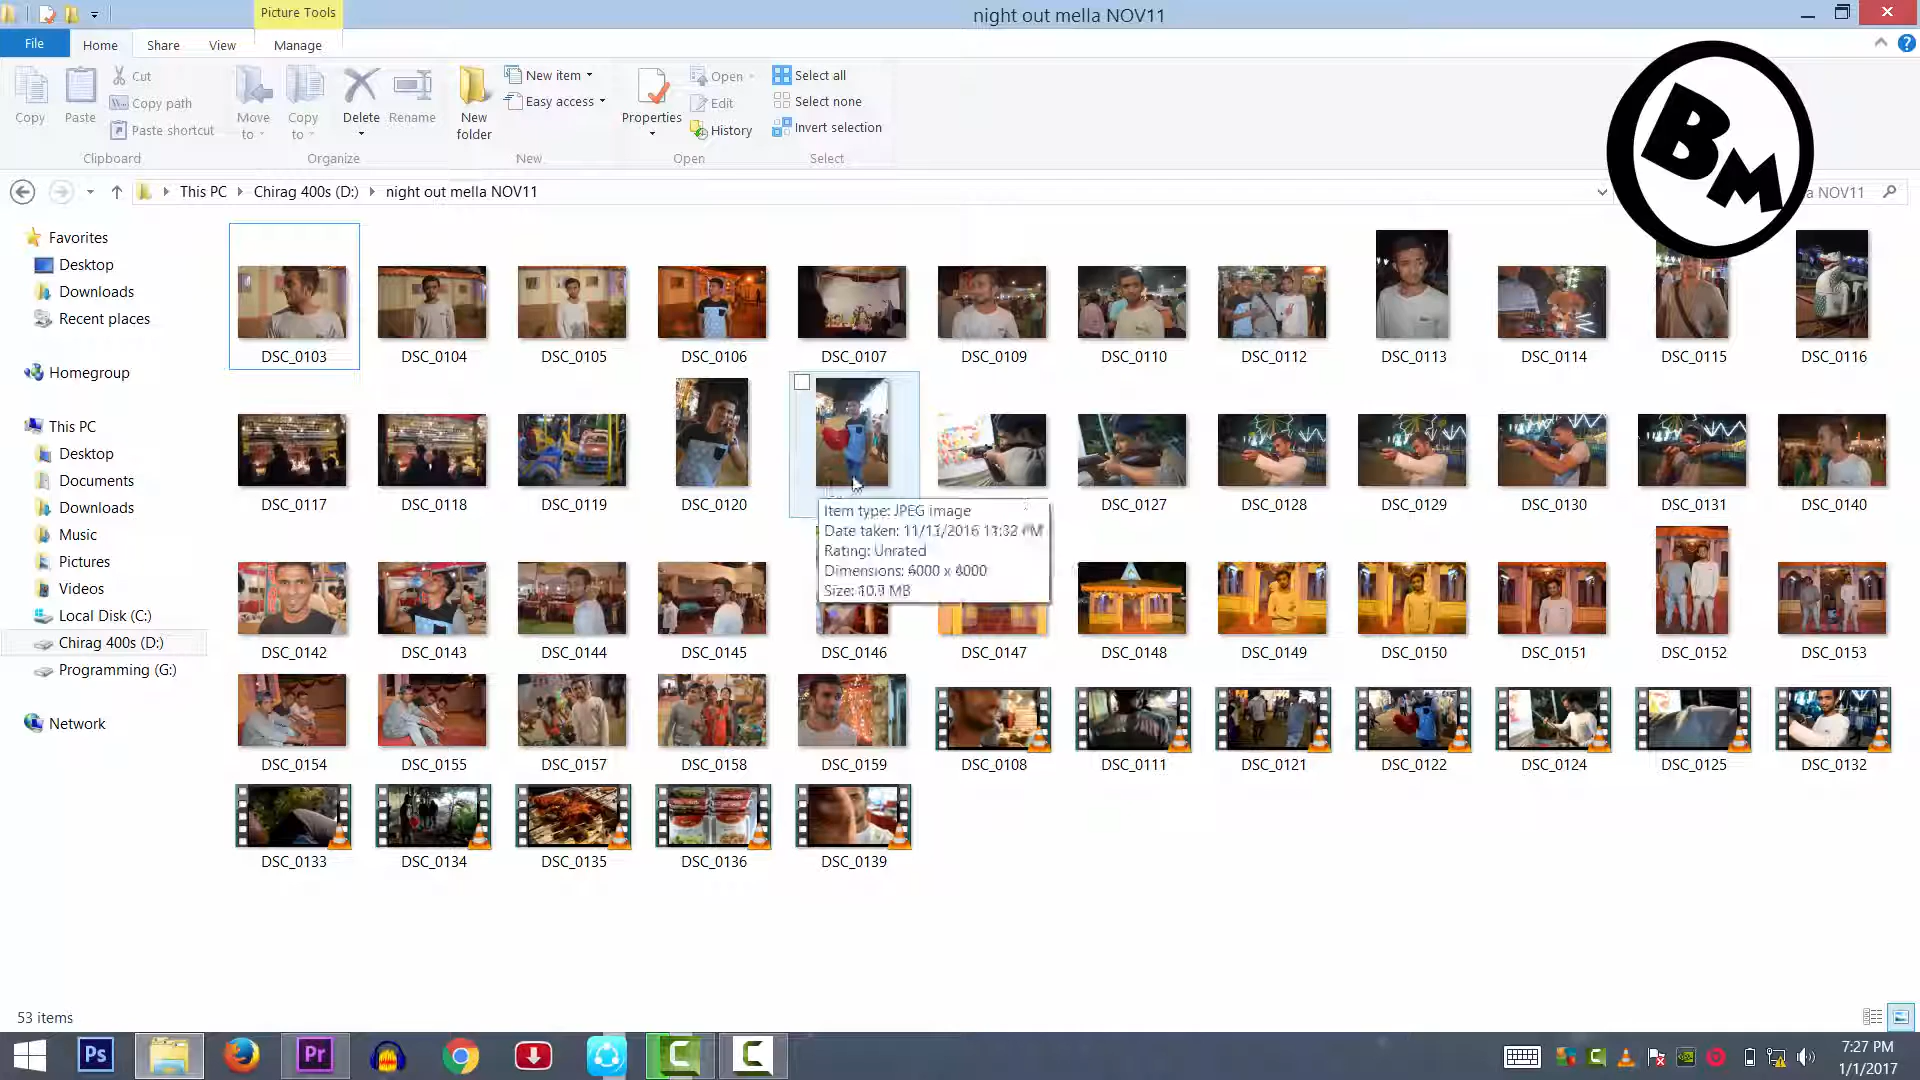 Picture Tools
night out mella NOV11
File
Home
Share
View
Manage
Copy
Paste
Cut
Copy path
Paste shortcut
Clipboard
Move to
Copy to
Delete
Rename
Organize
New folder
New item
Easy access
New
Properties
Open
Edit
History
Open
Select all
Select none
Invert selection
Select
BM
This PC
Chirag 400s (D:)
night out mella NOV11
a NOV11
Favorites
Desktop
Downloads
Recent places
Homegroup
This PC
Desktop
Documents
Downloads
Music
Pictures
Videos
Local Disk (C:)
Chirag 400s (D:)
Programming (G:)
Network
DSC_0103 DSC_0104 DSC_0105 DSC_0106 DSC_0107 DSC_0109 DSC_0110 DSC_0112 DSC_0113 DSC_0114 DSC_0115 DSC_0116
DSC_0117 DSC_0118 DSC_0119 DSC_0120 DSC_0127 DSC_0128 DSC_0129 DSC_0130 DSC_0131 DSC_0140
Item type: JPEG image
Date taken:
Rating: Unrated
Dimensions:
Size: MB
DSC_0142 DSC_0143 DSC_0144 DSC_0145 DSC_0146 DSC_0147 DSC_0148 DSC_0149 DSC_0150 DSC_0151 DSC_0152 DSC_0153
DSC_0154 DSC_0155 DSC_0157 DSC_0158 DSC_0159 DSC_0108 DSC_0111 DSC_0121 DSC_0122 DSC_0124 DSC_0125 DSC_0132
DSC_0133 DSC_0134 DSC_0135 DSC_0136 DSC_0139
53 items
Ps
Pr
7:27 PM
1/1/2017